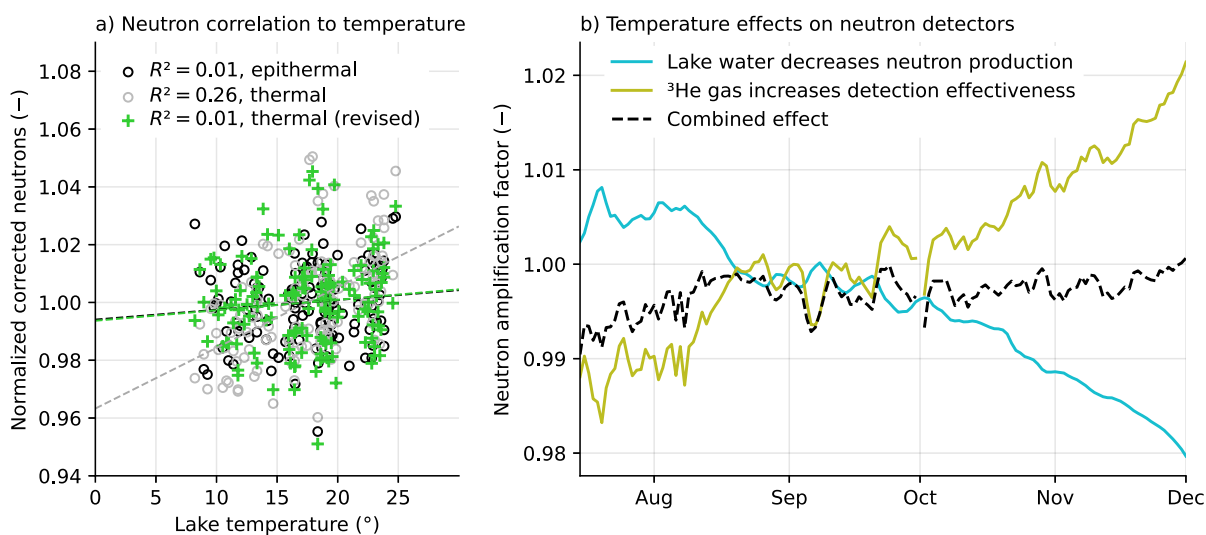 a) Neutron correlation to temperature
Normalized corrected neutrons (−)
1.08
1.06
1.04
1.02
1.00
0.98
0.96
0.94
R² = 0.01, epithermal
R² = 0.26, thermal
R² = 0.01, thermal (revised)
0 5 10 15 20 25
Lake temperature (°)
b) Temperature effects on neutron detectors
Neutron amplification factor (−)
1.02
1.01
1.00
0.99
0.98
Lake water decreases neutron production
³He gas increases detection effectiveness
Combined effect
Aug Sep Oct Nov Dec